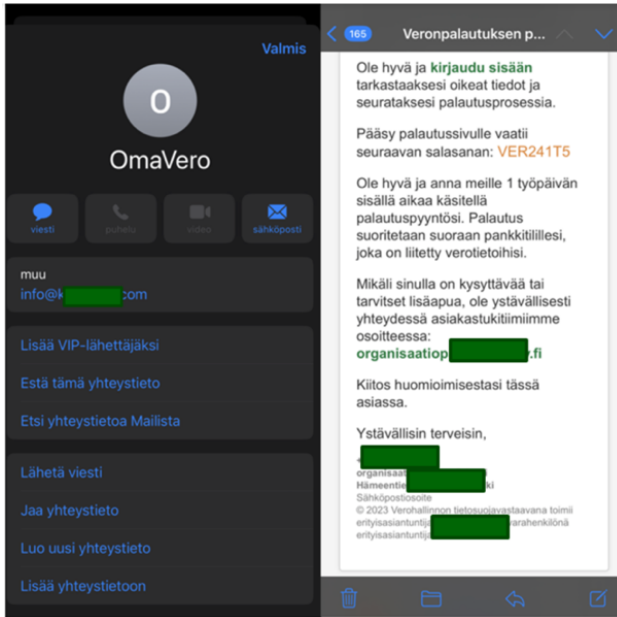 Valmis
O
OmaVero
viesti
puhelu
video
sähköposti
muu
info@k com
Lisää VIP-lähettäjäksi
Estä tämä yhteystieto
Etsi yhteystietoa Mailista
Lähetä viesti
Jaa yhteystieto
Luo uusi yhteystieto
Lisää yhteystietoon
165
Veronpalautuksen p...
Ole hyvä ja kirjaudu sisään
tarkastaaksesi oikeat tiedot ja
seurataksesi palautusprosessia.
Pääsy palautussivulle vaatii
seuraavan salasanan: VER241T5
Ole hyvä ja anna meille 1 työpäivän
sisällä aikaa käsitellä
palautuspyyntösi. Palautus
suoritetaan suoraan pankkitilillesi,
joka on liitetty verotietoihisi.
Mikäli sinulla on kysyttävää tai
tarvitset lisäapua, ole ystävällisesti
yhteydessä asiakastukitiimiimme
osoitteessa:
organisaatiop .fi
Kiitos huomioimisestasi tässä
asiassa.
Ystävällisin terveisin,
organisaat
Hämeentie ki
Sähköpostiosoite
© 2023 Verohallinnon tietosuojavastaavana toimii
erityisasiantuntija varahenkilönä
erityisasiantuntija